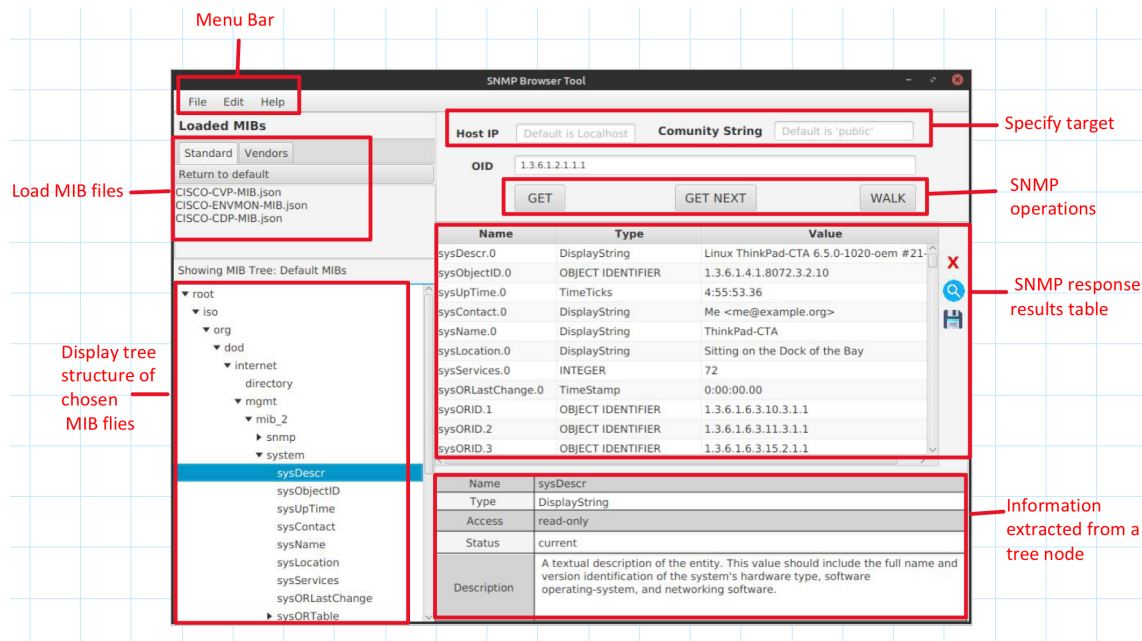 Menu Bar
SNMP Browser Tool
File Edit Help
Loaded MIBs
Standard Vendors
Return to default
CISCO-CVP-MIB.json
CISCO-ENVMON-MIB.json
CISCO-CDP-MIB.json
Load MIB files
Host IP Default is Localhost Comunity String Default is 'public'
Specify target
OID 1.3.6.1.2.1.1.1
GET GET NEXT WALK
SNMP
operations
Name Type Value
sysDescr.0 DisplayString Linux ThinkPad-CTA 6.5.0-1020-oem #21-
sysObjectID.0 OBJECT IDENTIFIER 1.3.6.1.4.1.8072.3.2.10
sysUpTime.0 TimeTicks 4:55:53.36
sysContact.0 DisplayString Me <me@example.org>
sysName.0 DisplayString ThinkPad-CTA
sysLocation.0 DisplayString Sitting on the Dock of the Bay
sysServices.0 INTEGER 72
sysORLastChange.0 TimeStamp 0:00:00.00
sysORID.1 OBJECT IDENTIFIER 1.3.6.1.6.3.10.3.1.1
sysORID.2 OBJECT IDENTIFIER 1.3.6.1.6.3.11.3.1.1
sysORID.3 OBJECT IDENTIFIER 1.3.6.1.6.3.15.2.1.1
X
SNMP response
results table
Showing MIB Tree: Default MIBs
root
iso
org
dod
internet
directory
mgmt
mib_2
snmp
system
sysDescr
sysObjectID
sysUpTime
sysContact
sysName
sysLocation
sysServices
sysORLastChange
sysORTable
Display tree
structure of
chosen
MIB flies
Name sysDescr
Type DisplayString
Access read-only
Status current
Description
A textual description of the entity. This value should include the full name and
version identification of the system's hardware type, software
operating-system, and networking software.
Information
extracted from a
tree node